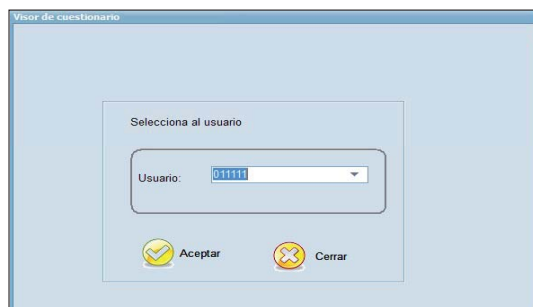 Visor de cuestionario
Selecciona al usuario
Usuario: 011111
Aceptar Cerrar